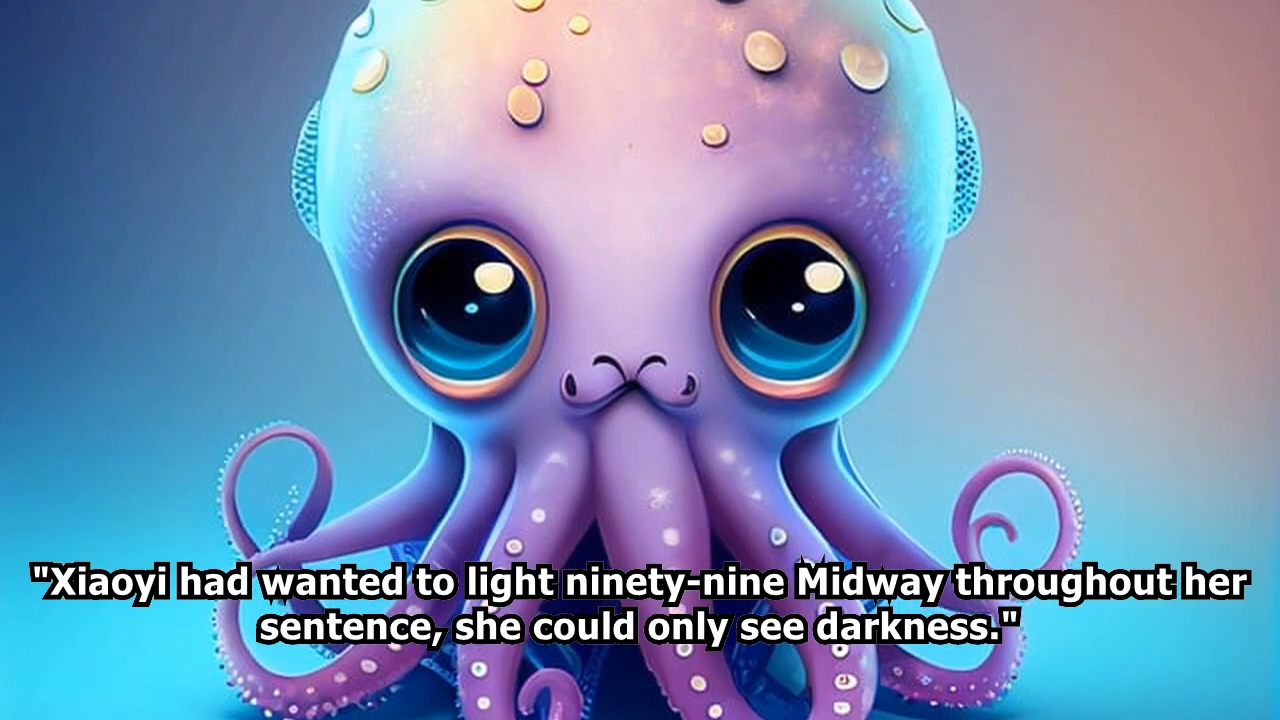 "Xiaoyi had wanted to light ninety-nine Midway throughout her
sentence, she could only see darkness."